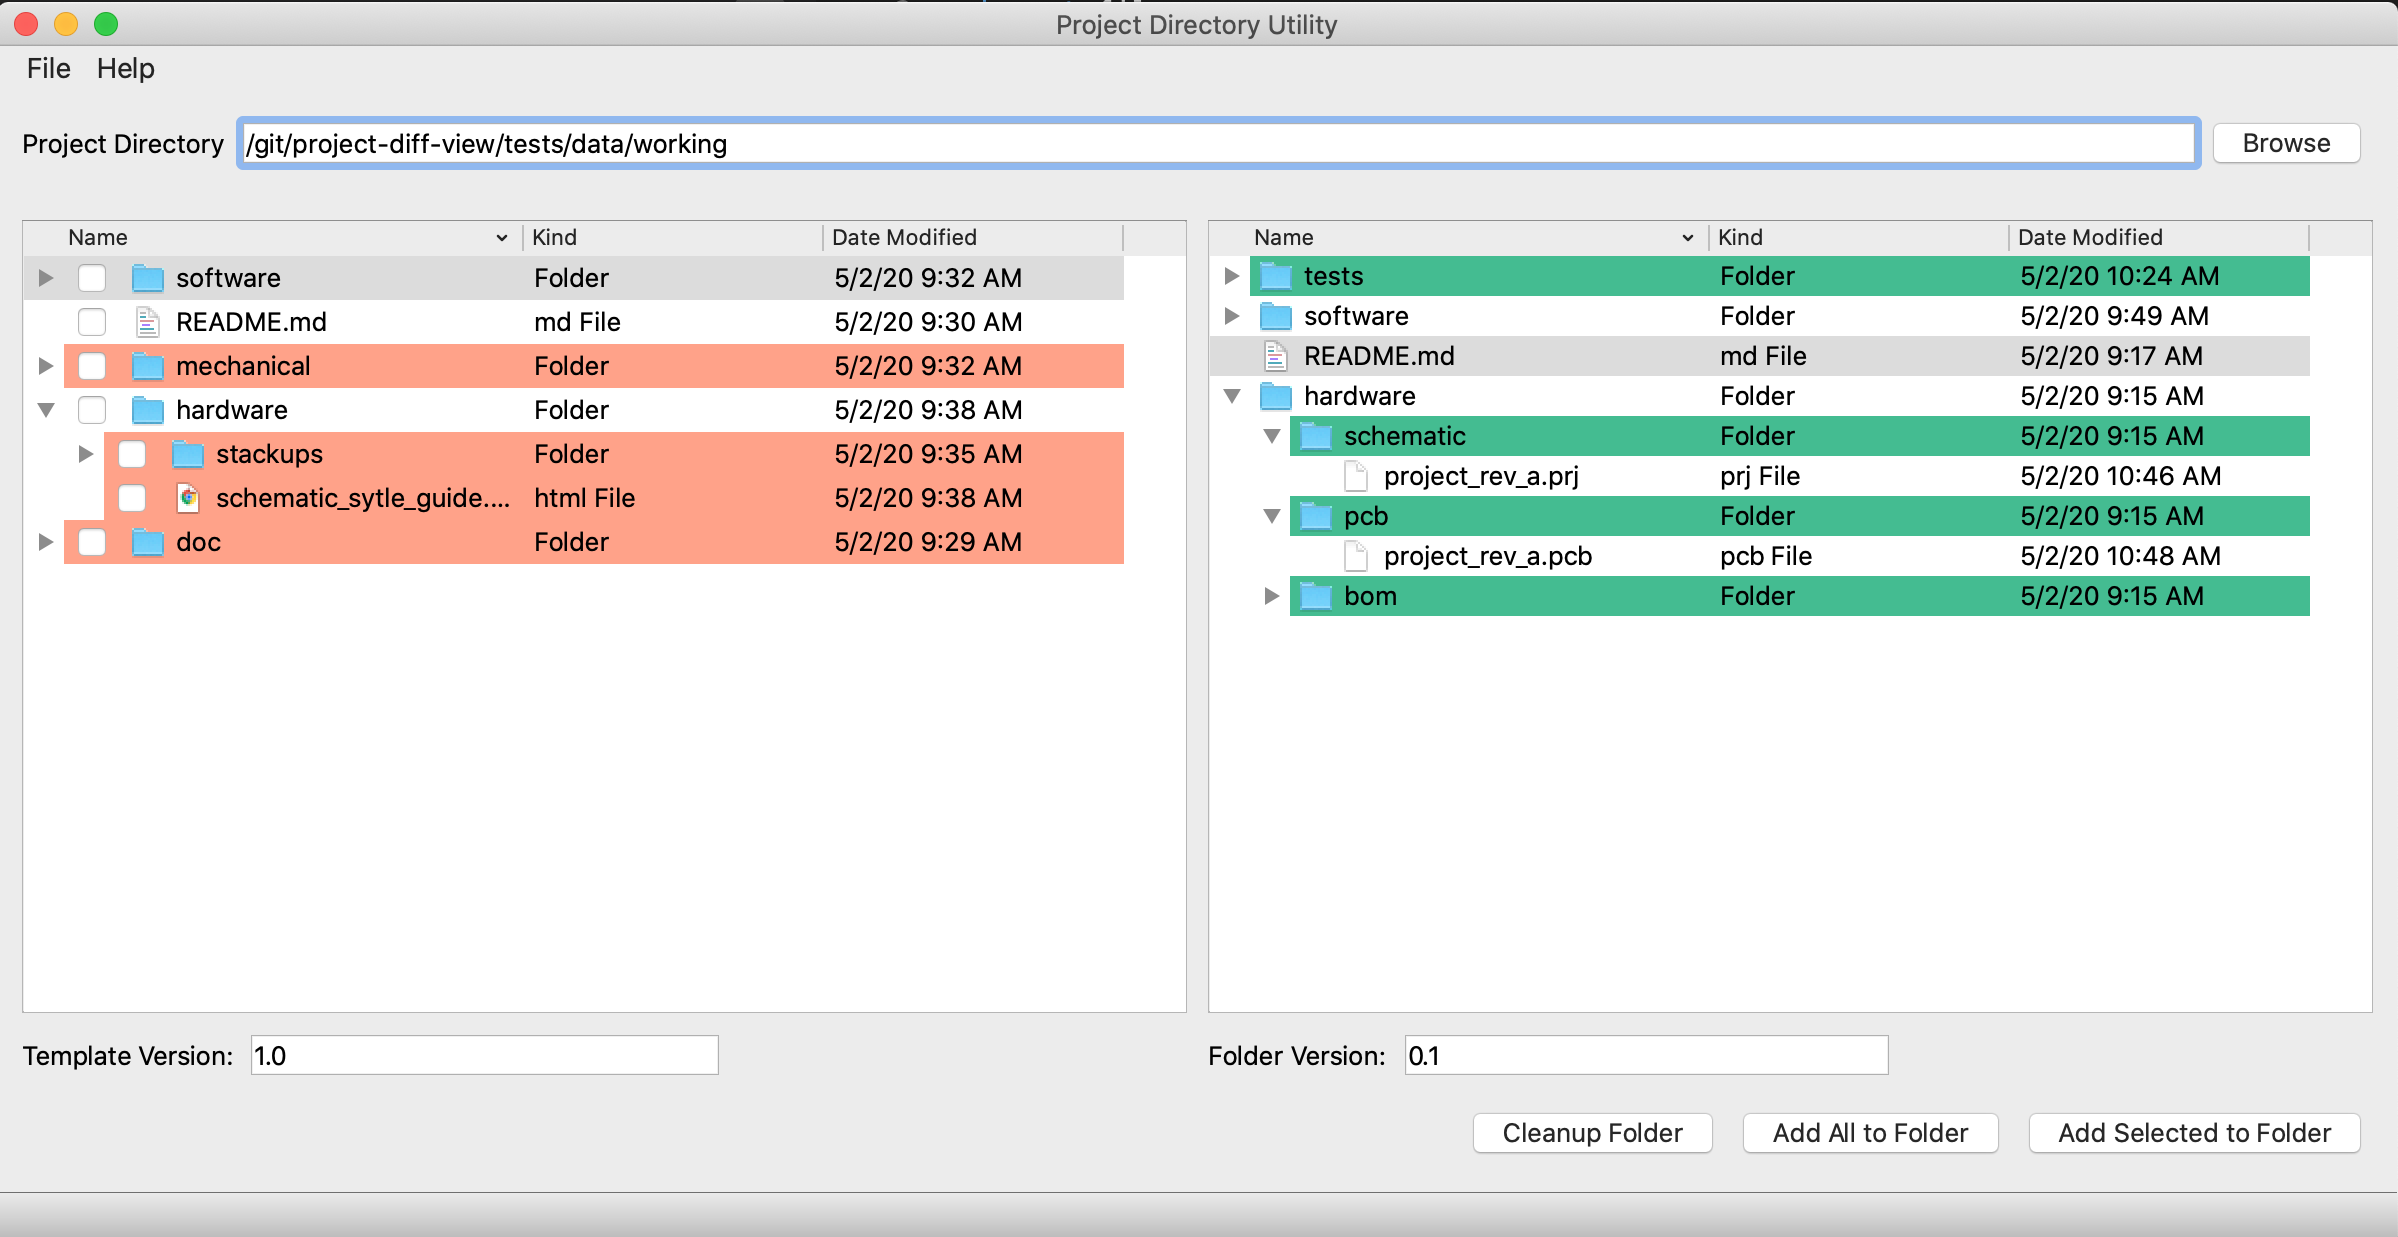 Project Directory Utility
File Help
Project Directory /git/project-diff-view/tests/data/working Browse
Name Kind Date Modified
software Folder 5/2/20 9:32 AM
README.md md File 5/2/20 9:30 AM
mechanical Folder 5/2/20 9:32 AM
hardware Folder 5/2/20 9:38 AM
stackups Folder 5/2/20 9:35 AM
schematic_sytle_guide.... html File 5/2/20 9:38 AM
doc Folder 5/2/20 9:29 AM
Name Kind Date Modified
tests Folder 5/2/20 10:24 AM
software Folder 5/2/20 9:49 AM
README.md md File 5/2/20 9:17 AM
hardware Folder 5/2/20 9:15 AM
schematic Folder 5/2/20 9:15 AM
project_rev_a.prj prj File 5/2/20 10:46 AM
pcb Folder 5/2/20 9:15 AM
project_rev_a.pcb pcb File 5/2/20 10:48 AM
bom Folder 5/2/20 9:15 AM
Template Version: 1.0
Folder Version: 0.1
Cleanup Folder Add All to Folder Add Selected to Folder